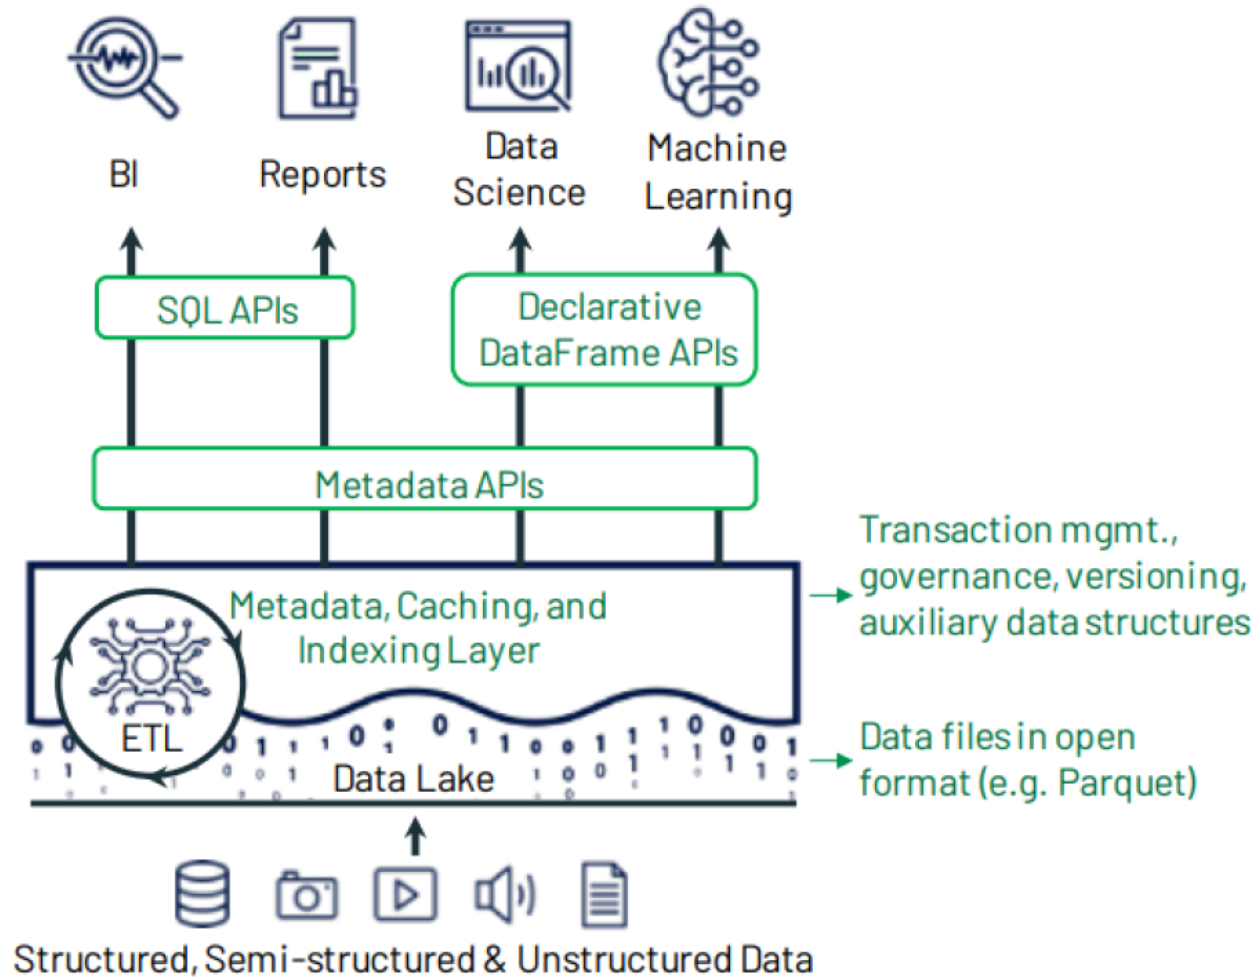 BI
Reports
Data
Science
Machine
Learning
SQL APIs
Declarative
DataFrame APIs
Metadata APIs
Metadata, Caching, and
Indexing Layer
ETL
Data Lake
Transaction mgmt.,
governance, versioning,
auxiliary data structures
Data files in open
format (e.g. Parquet)
Structured, Semi-structured & Unstructured Data